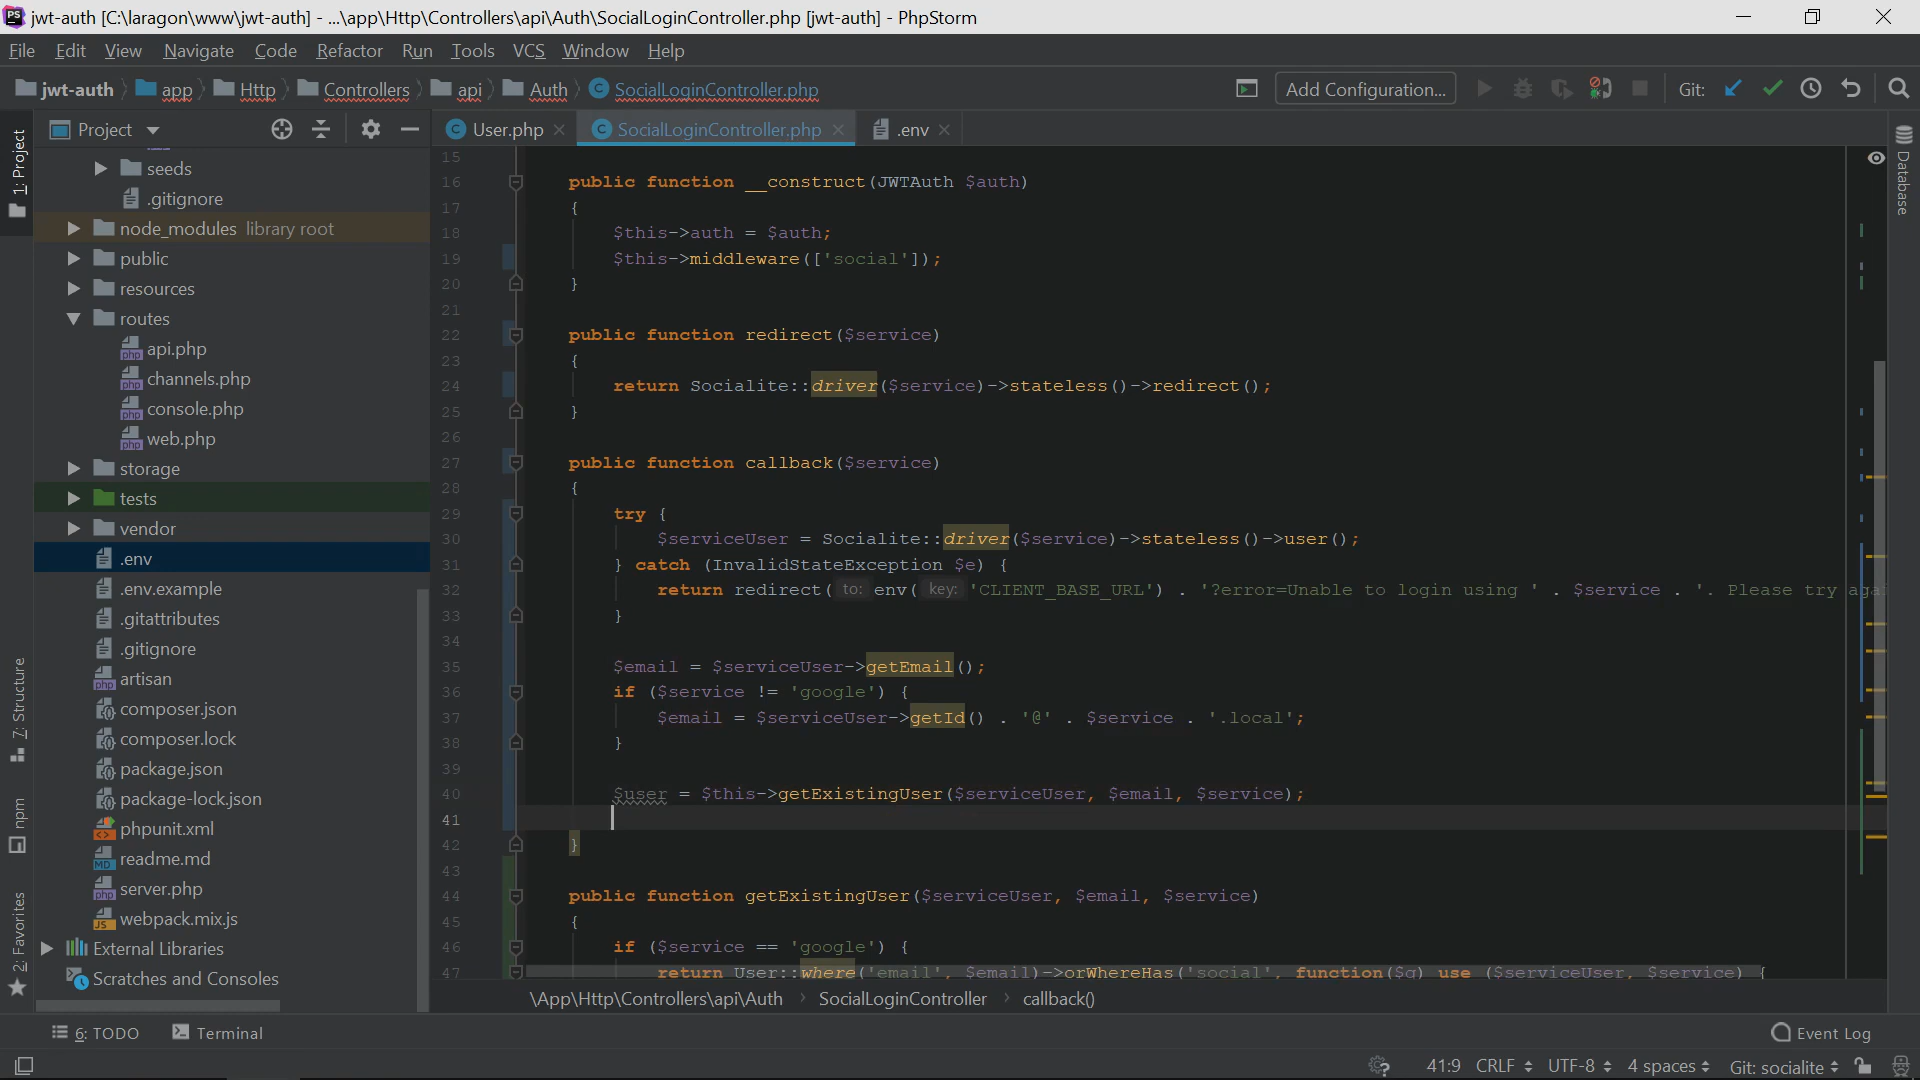 jwt-auth [C:\laragon\www\jwt-auth] - ...\app\Http\Controllers\api\Auth\SocialLoginController.php [jwt-auth] - PhpStorm
File Edit View Navigate Code Refactor Run Tools VCS Window Help
jwt-auth app Http Controllers api Auth SocialLoginController.php Add Configuration... Git:
Project User.php SocialLoginController.php .env
1: Project
7: Structure
npm
2: Favorites
Database
seeds
.gitignore
node_modules library root
public
resources
routes
api.php
channels.php
console.php
web.php
storage
tests
vendor
.env
.env.example
.gitattributes
.gitignore
artisan
composer.json
composer.lock
package.json
package-lock.json
phpunit.xml
readme.md
server.php
webpack.mix.js
External Libraries
Scratches and Consoles
15
16 public function __construct(JWTAuth $auth)
17 {
18 $this->auth = $auth;
19 $this->middleware(['social']);
20 }
21
22 public function redirect($service)
23 {
24 return Socialite::driver($service)->stateless()->redirect();
25 }
26
27 public function callback($service)
28 {
29 try {
30 $serviceUser = Socialite::driver($service)->stateless()->user();
31 } catch (InvalidStateException $e) {
32 return redirect( to: env( key: 'CLIENT_BASE_URL') . '?error=Unable to login using ' . $service . '. Please try aga
33 }
34
35 $email = $serviceUser->getEmail();
36 if ($service != 'google') {
37 $email = $serviceUser->getId() . '@' . $service . '.local';
38 }
39
40 $user = $this->getExistingUser($serviceUser, $email, $service);
41
42 }
43
44 public function getExistingUser($serviceUser, $email, $service)
45 {
46 if ($service == 'google') {
47 return User::where('email', $email)->orWhereHas('social', function($q) use ($serviceUser, $service) {
\App\Http\Controllers\api\Auth SocialLoginController callback()
6: TODO Terminal Event Log
41:9 CRLF UTF-8 4 spaces Git: socialite